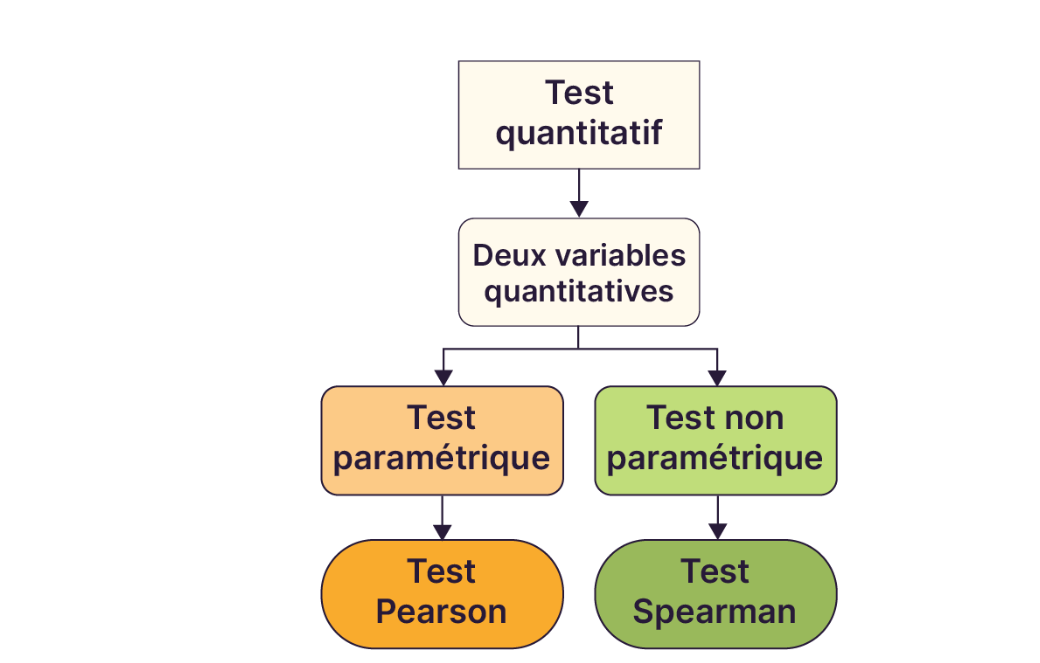 Test
quantitatif
Deux variables
quantitatives
Test
paramétrique
Test non
paramétrique
Test
Pearson
Test
Spearman